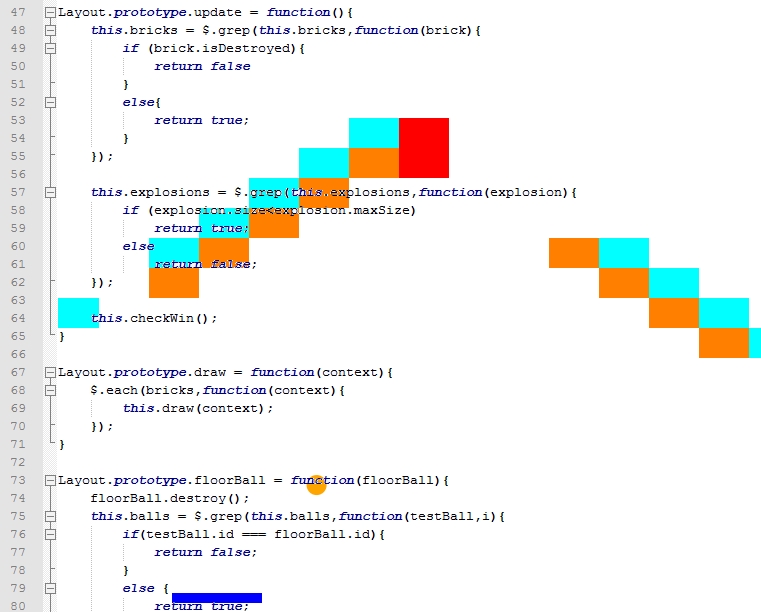 47 Layout.prototype.update = function(){
48 this.bricks = $.grep(this.bricks,function(brick){
49 if (brick.isDestroyed){
50 return false
51 }
52 else{
53 return true;
54 }
55 });
56
57 this.explosions = $.grep(this.explosions,function(explosion){
58 if (explosion.size<explosion.maxSize)
59 return true;
60 else
61 return false;
62 });
63
64 this.checkWin();
65 }
66
67 Layout.prototype.draw = function(context){
68 $.each(bricks,function(context){
69 this.draw(context);
70 });
71 }
72
73 Layout.prototype.floorBall = function(floorBall){
74 floorBall.destroy();
75 this.balls = $.grep(this.balls,function(testBall,i){
76 if(testBall.id === floorBall.id){
77 return false;
78 }
79 else {
80 return true;